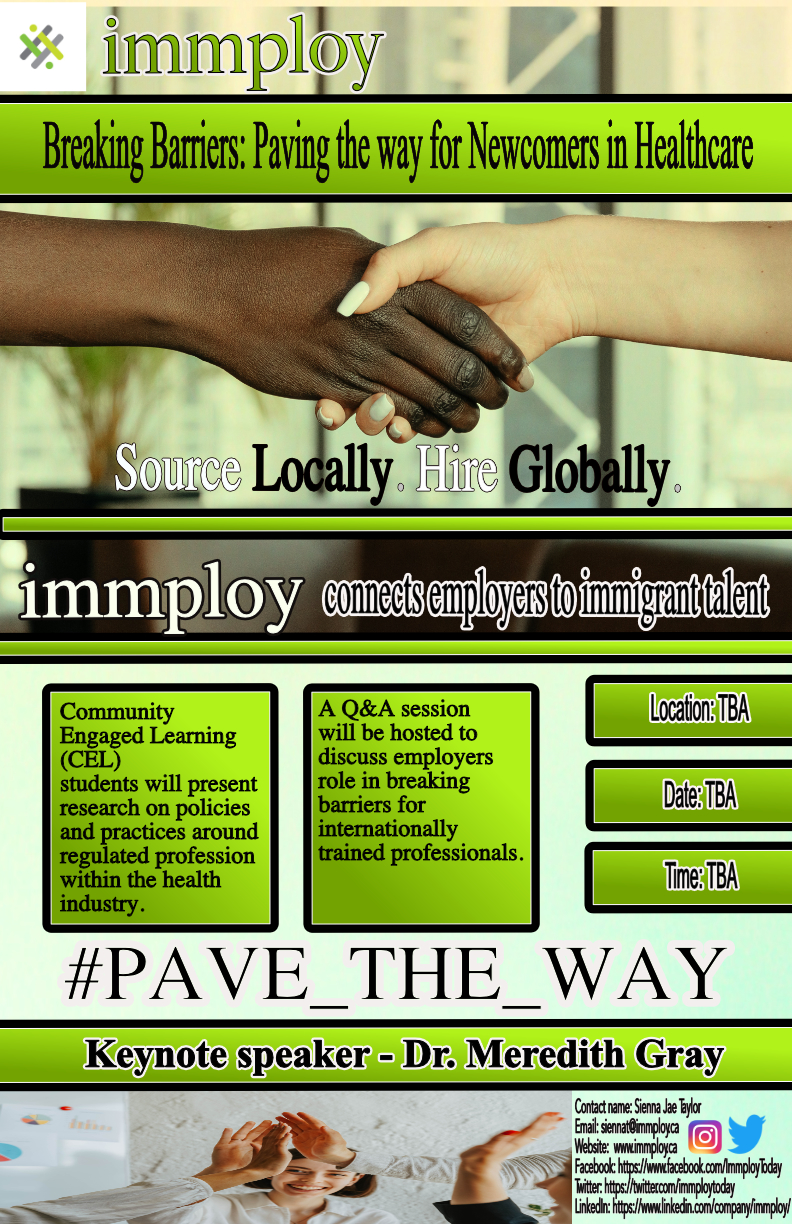 immploy
Breaking Barriers: Paving the way for Newcomers in Healthcare
Source Locally. Hire Globally.
immploy connects employers to immigrant talent
Community
Engaged Learning
(CEL)
students will present
research on policies
and practices around
regulated profession
within the health
industry.
A Q&A session
will be hosted to
discuss employers
role in breaking
barriers for
internationally
trained professionals.
Location: TBA
Date: TBA
Time: TBA
#PAVE_THE_WAY
Keynote speaker - Dr. Meredith Gray
Contact name: Sienna Jae Taylor
Email: siennat@immploy.ca
Website: www.immploy.ca
Facebook: https://www.facebook.com/ImmployToday
Twitter: https://twitter.com/immploytoday
LinkedIn: https://www.linkedin.com/company/immploy/